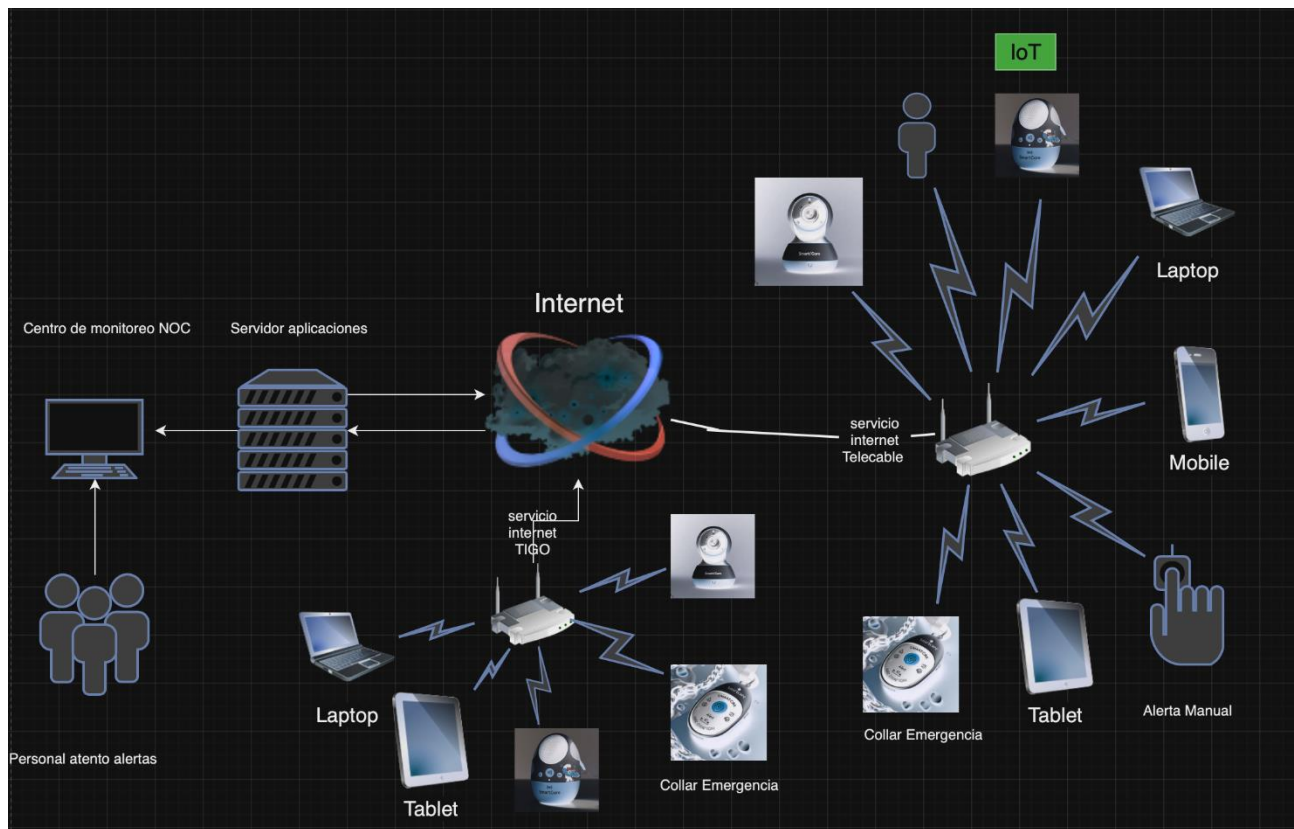 IoT
Laptop
Internet
Centro de monitoreo NOC
Servidor aplicaciones
servicio
internet
Telecable
Mobile
servicio
internet
TIGO
Laptop
Personal atento alertas
Tablet
Collar Emergencia
Collar Emergencia
Tablet
Alerta Manual